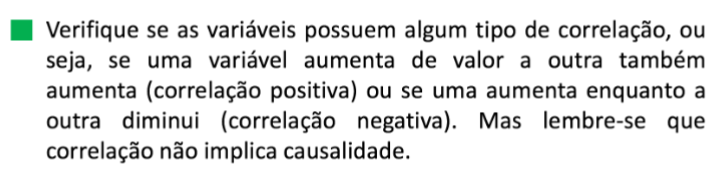 Verifique se as variáveis possuem algum tipo de correlação, ou
seja, se uma variável aumenta de valor a outra também
aumenta (correlação positiva) ou se uma aumenta enquanto a
outra diminui (correlação negativa). Mas lembre-se que
correlação não implica causalidade.